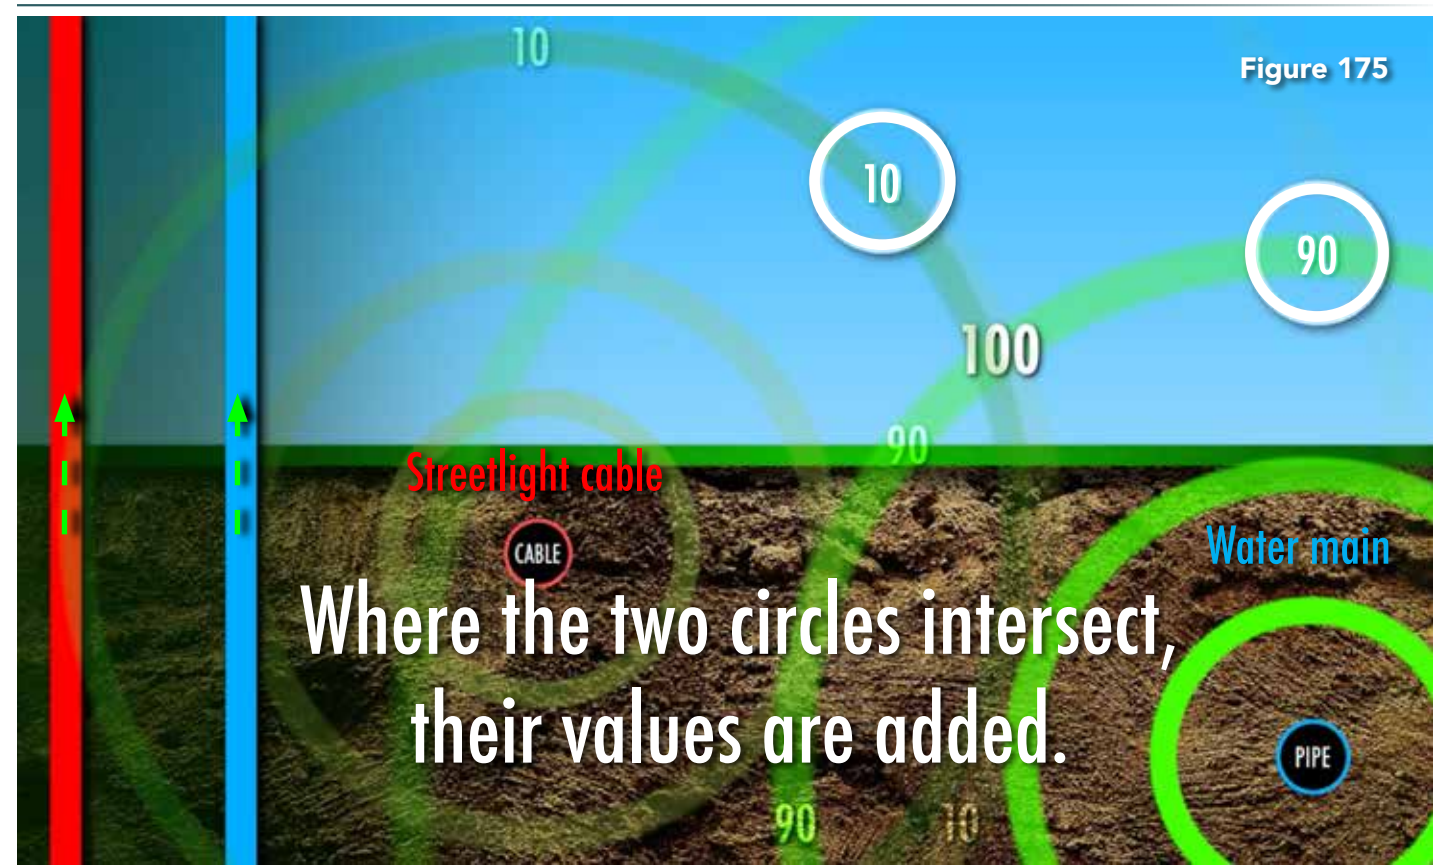 10
Figure 175
10
90
100
90
Streetlight cable
CABLE
Water main
Where the two circles intersect,
their values are added.
PIPE
90
10